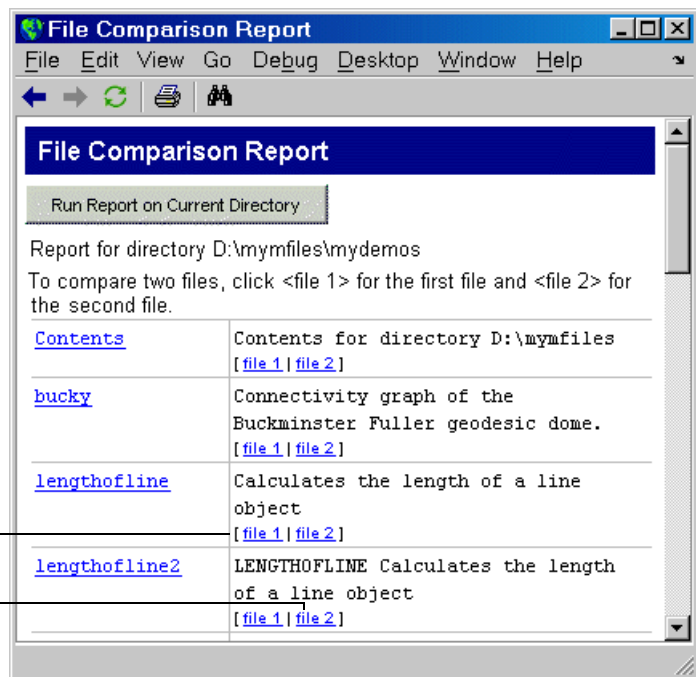 File Comparison Report
File Edit View Go Debug Desktop Window Help
File Comparison Report
Run Report on Current Directory
Report for directory D:\mymfiles\mydemos
To compare two files, click <file 1> for the first file and <file 2> for
the second file.
Contents
Contents for directory D:\mymfiles
[ file 1 | file 2 ]
bucky
Connectivity graph of the
Buckminster Fuller geodesic dome.
[ file 1 | file 2 ]
lengthofline
Calculates the length of a line
object
[ file 1 | file 2 ]
lengthofline2
LENGTHOFLINE Calculates the length
of a line object
[ file 1 | file 2 ]